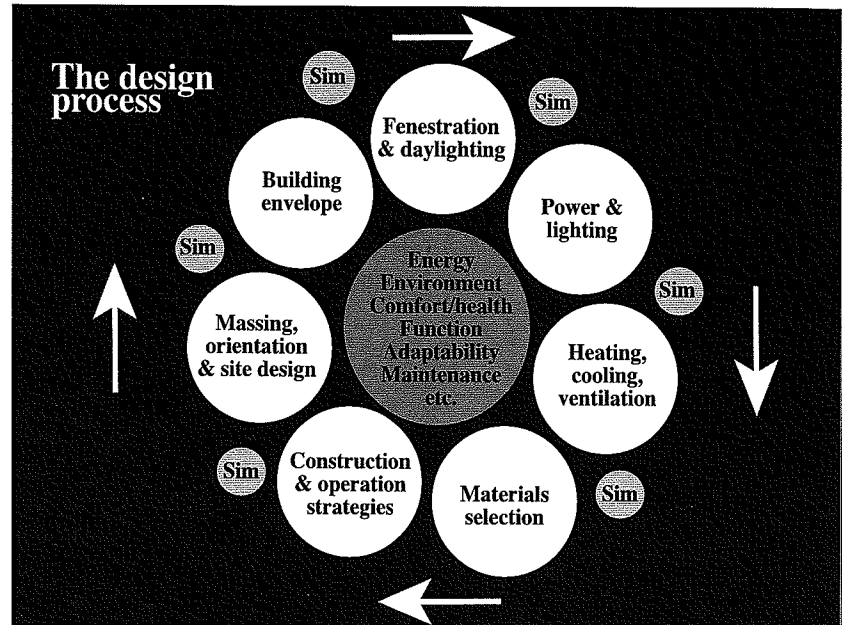 The design
process
Sim
Fenestration
& daylighting
Sim
Building
envelope
Power &
lighting
Sim
Energy
Environment
Comfort/health
Function
Adaptability
Maintenance
etc.
Sim
Massing,
orientation
& site design
Heating,
cooling,
ventilation
Sim
Construction
& operation
strategies
Materials
selection
Sim